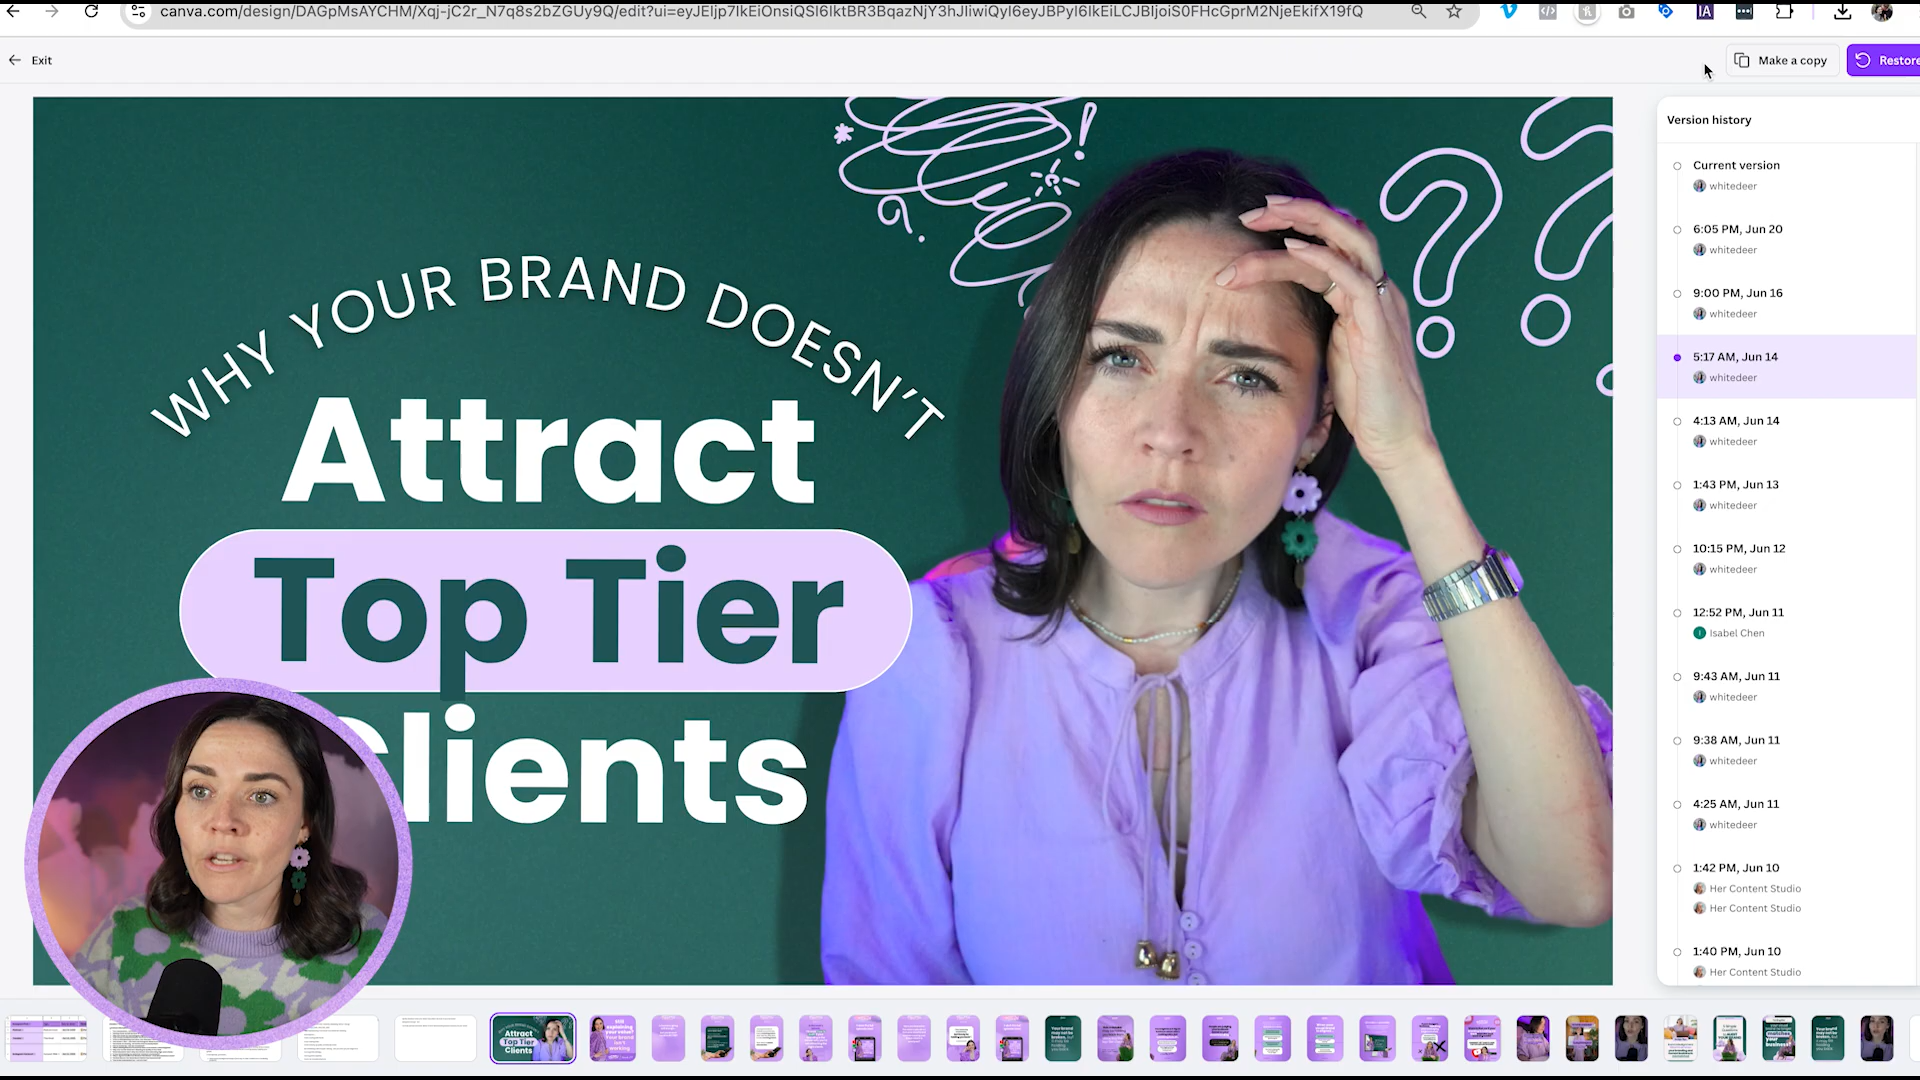 canva.com/design/DAGpMsAYCHM/Xqj-jC2r_N7q8s2bZGUy9Q/edit?ui=eyJEIjp7IkEiOnsiQSI6IktBR3BqazNjY3hJIiwiQyI6eyJBPyI6IkEiLCJBIjoiS0FHcGprM2NjeEkifX19fQ
Exit
Make a copy
Restore
Version history
Current version
whitedeer
6:05 PM, Jun 20
whitedeer
9:00 PM, Jun 16
whitedeer
5:17 AM, Jun 14
whitedeer
4:13 AM, Jun 14
whitedeer
1:43 PM, Jun 13
whitedeer
10:15 PM, Jun 12
whitedeer
12:52 PM, Jun 11
Isabel Chen
9:43 AM, Jun 11
whitedeer
9:38 AM, Jun 11
whitedeer
4:25 AM, Jun 11
whitedeer
1:42 PM, Jun 10
Her Content Studio
Her Content Studio
1:40 PM, Jun 10
Her Content Studio
WHY YOUR BRAND DOESN'T
Attract
Top Tier
Clients
Attract
Top Tier
Clients